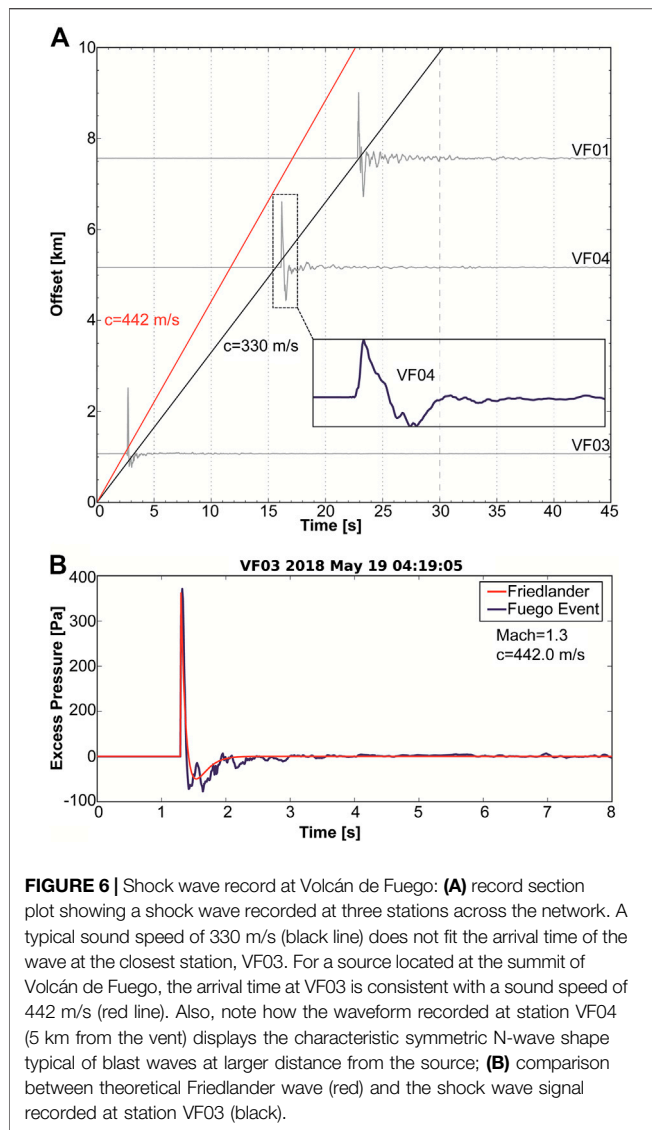 A
10
8
6
4
2
0
Offset [km]
VF01
VF04
c=442 m/s
c=330 m/s
VF04
VF03
0 5 10 15 20 25 30 35 40 45
Time [s]
B
VF03 2018 May 19 04:19:05
400
300
200
100
0
-100
Excess Pressure [Pa]
Friedlander
Fuego Event
Mach=1.3
c=442.0 m/s
0 1 2 3 4 5 6 7 8
Time [s]
FIGURE 6 | Shock wave record at Volcán de Fuego: (A) record section
plot showing a shock wave recorded at three stations across the network. A
typical sound speed of 330 m/s (black line) does not fit the arrival time of the
wave at the closest station, VF03. For a source located at the summit of
Volcán de Fuego, the arrival time at VF03 is consistent with a sound speed of
442 m/s (red line). Also, note how the waveform recorded at station VF04
(5 km from the vent) displays the characteristic symmetric N-wave shape
typical of blast waves at larger distance from the source; (B) comparison
between theoretical Friedlander wave (red) and the shock wave signal
recorded at station VF03 (black).